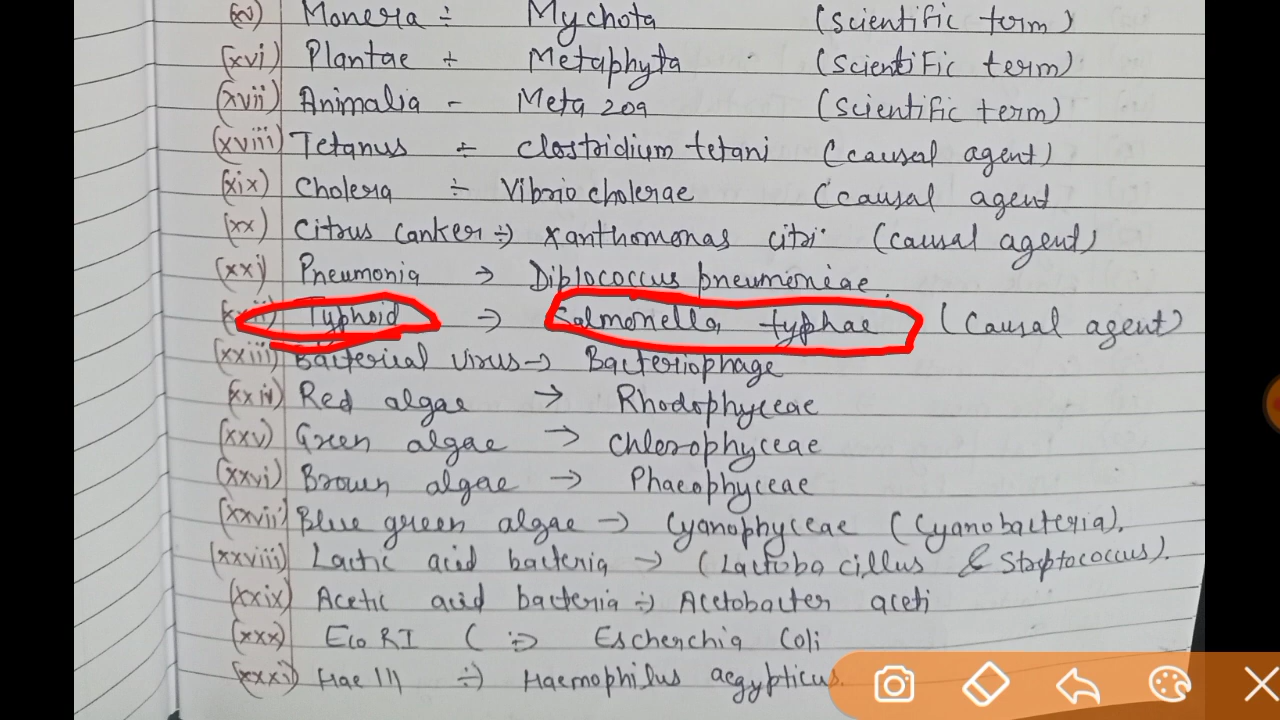 (xv) Monera ÷ Mychota (scientific term)
(xvi) Plantae ÷ Metaphyta (Scientific term)
(xvii) Animalia - Metazoa (Scientific term)
(xviii) Tetanus ÷ Clostridium tetani (causal agent)
(xix) Cholera ÷ Vibrio cholerae (causal agent
(xx) Citrus canker ÷) Xanthomonas citri (causal agent)
(xxi) Pneumonia → Diplococcus pneumoniae.
(xxii) Typhoid → Salmonella typhae (Causal agent)
(xxiii) Bacterial virus → Bacteriophage
(xxiv) Red algae → Rhodophyceae
(xxv) Green algae → Chlorophyceae
(xxvi) Brown algae → Phaeophyceae
(xxvii) Blue green algae → Cyanophyceae (Cyanobacteria).
(xxviii) Lactic acid bacteria → (Lactobacillus & Streptococcus).
(xxix) Acetic acid bacteria ÷) Acetobacter aceti
(xxx) Eco RI ( ÷) Escherchia Coli
(xxxi) Hae III ÷) Haemophilus aegypticus.